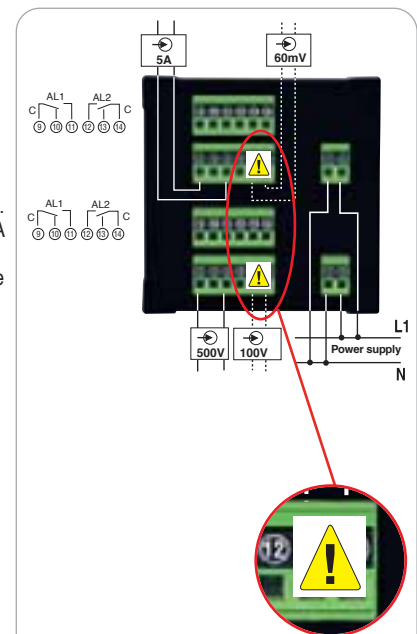 5A
60mV
AL1 AL2
C C
⑨ ⑩ ⑪ ⑫ ⑬ ⑭
A
AL1 AL2
C C
⑨ ⑩ ⑪ ⑫ ⑬ ⑭
e
L1
500V
100V
Power supply
N
⑫